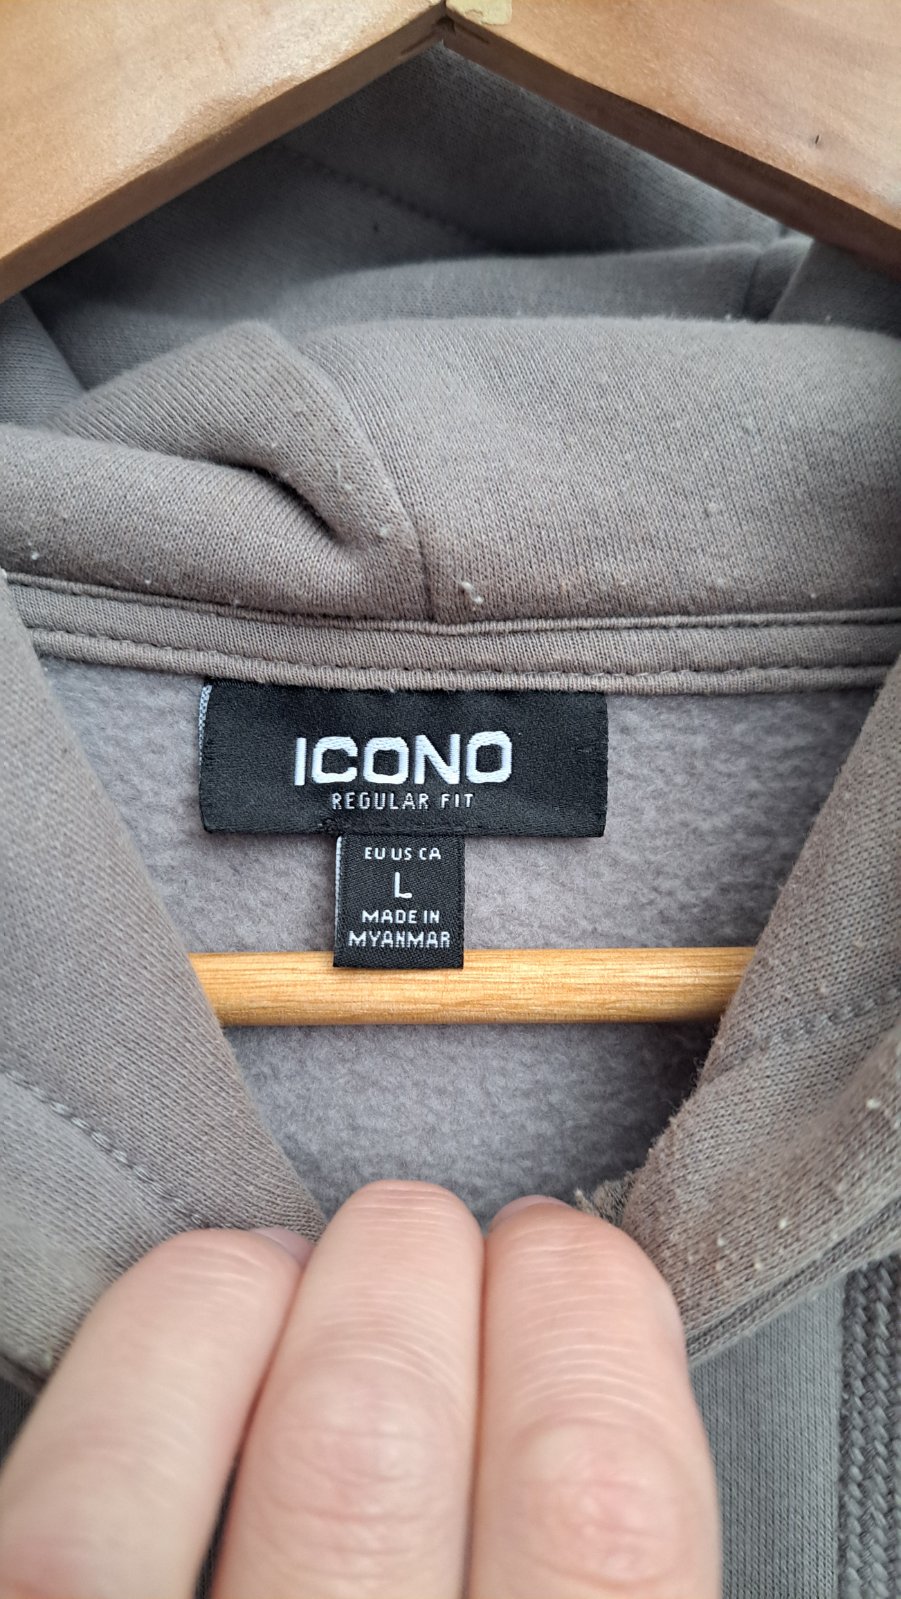 ICONO
REGULAR FIT
EU US CA
L
MADE IN
MYANMAR